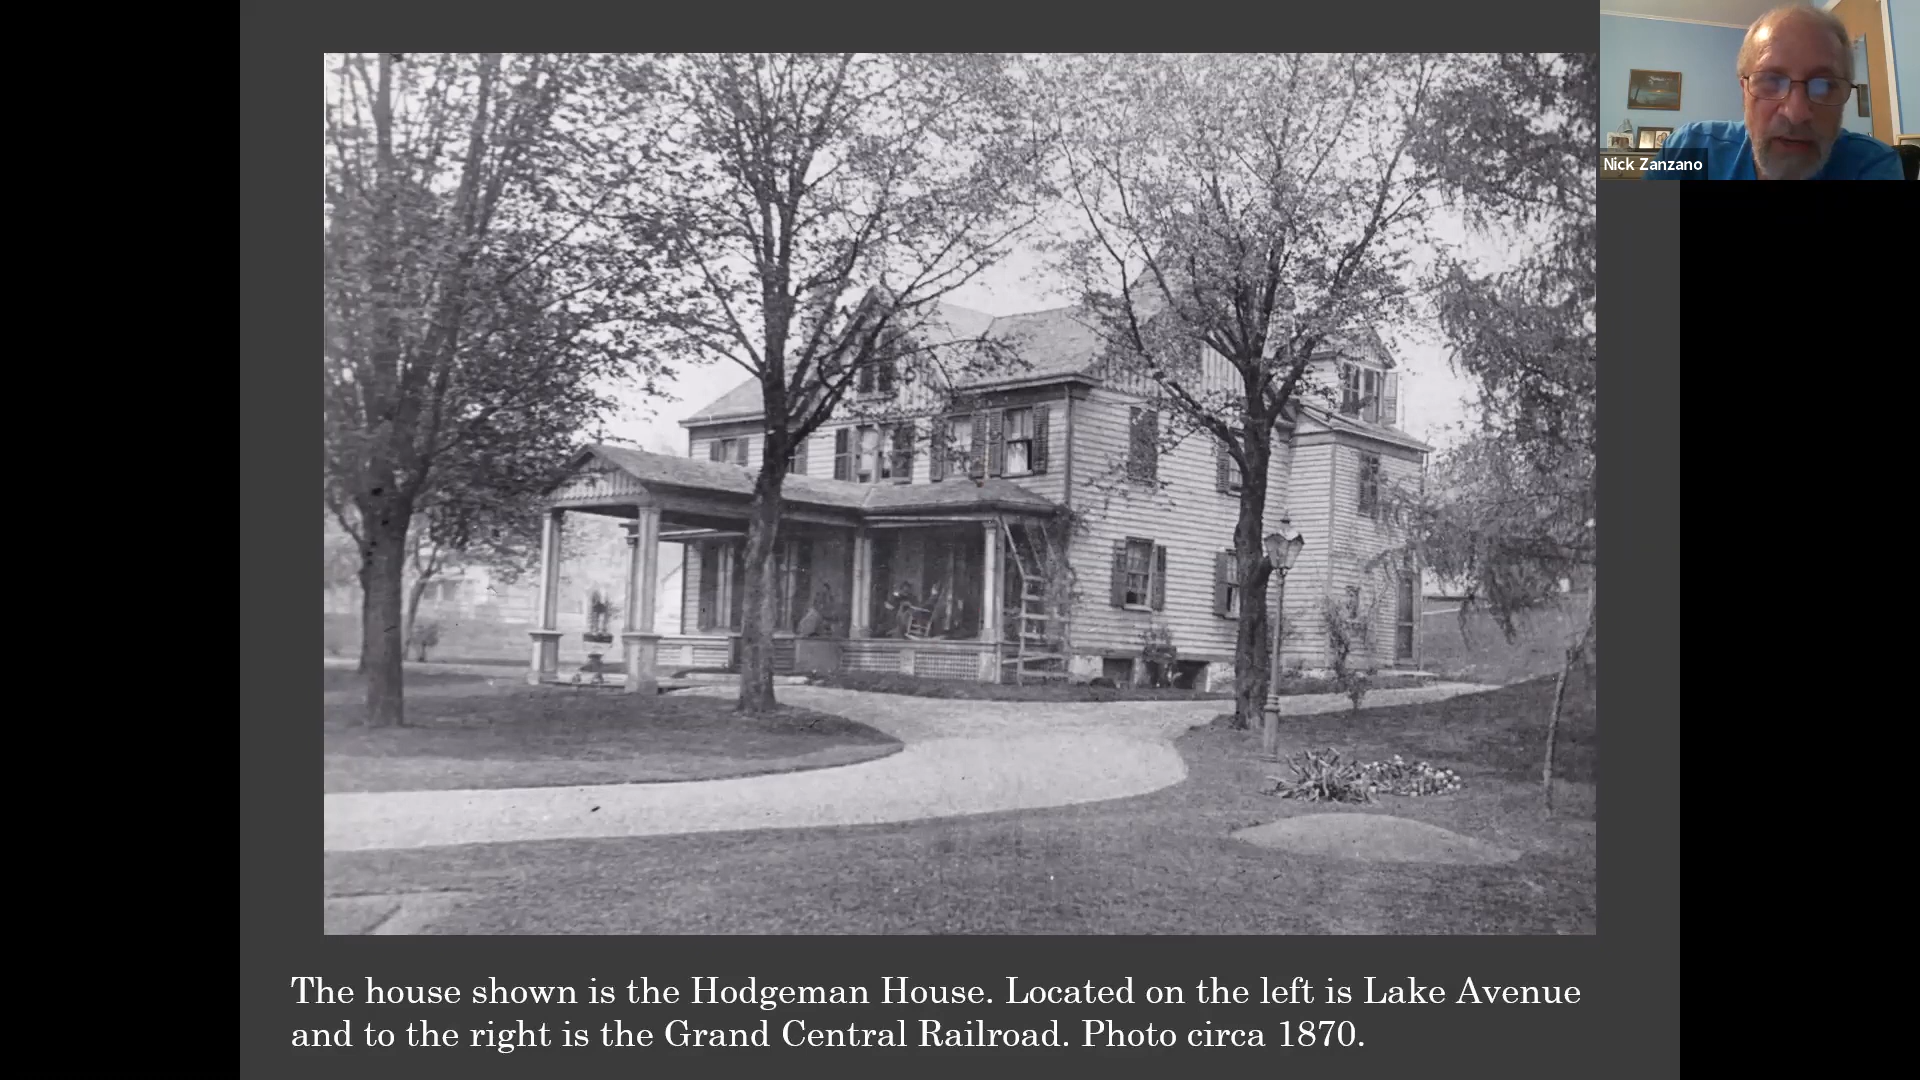 Nick Zanzano
The house shown is the Hodgeman House. Located on the left is Lake Avenue
and to the right is the Grand Central Railroad. Photo circa 1870.